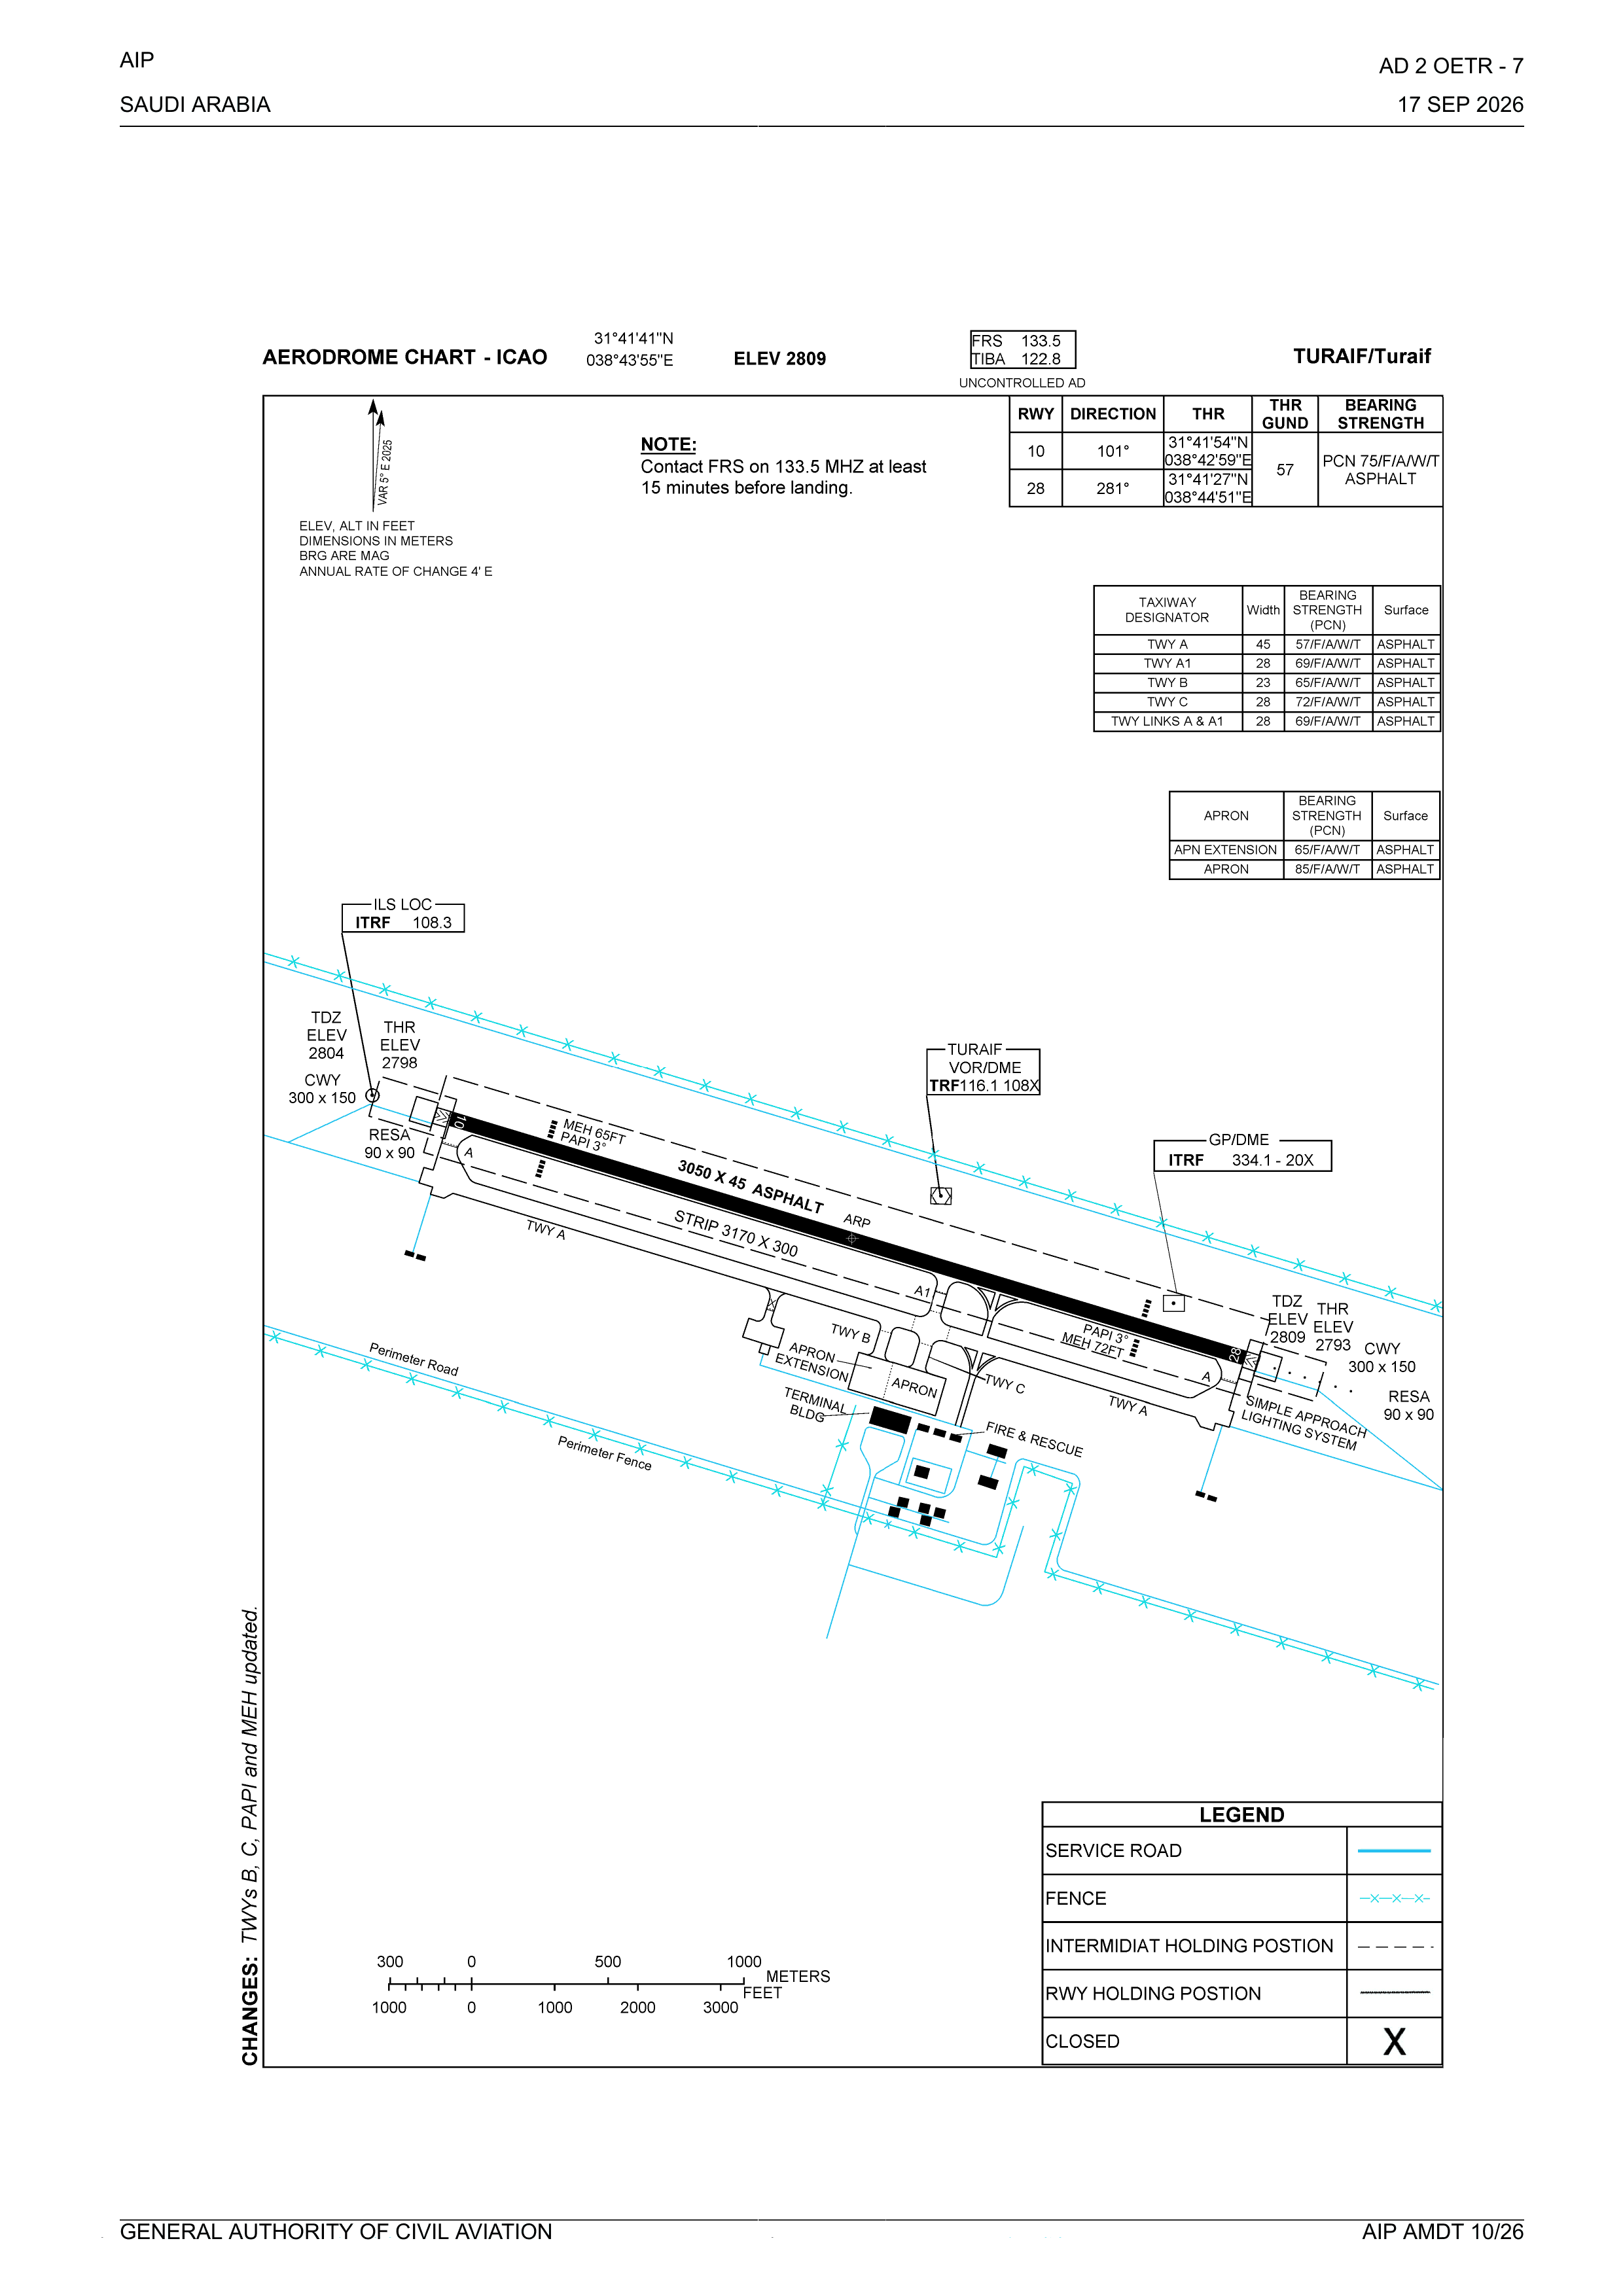 AIP
SAUDI ARABIA
AD 2 OETR - 7
17 SEP 2026
AERODROME CHART - ICAO
31°41'41"N
038°43'55"E
ELEV 2809
FRS 133.5
TIBA 122.8
UNCONTROLLED AD
TURAIF/Turaif
VAR 5° E 2025
ELEV, ALT IN FEET
DIMENSIONS IN METERS
BRG ARE MAG
ANNUAL RATE OF CHANGE 4' E
NOTE:
Contact FRS on 133.5 MHZ at least
15 minutes before landing.
RWY DIRECTION THR THR GUND BEARING STRENGTH
10 101° 31°41'54"N 038°42'59"E 57 PCN 75/F/A/W/T ASPHALT
28 281° 31°41'27"N 038°44'51"E
TAXIWAY DESIGNATOR Width BEARING STRENGTH (PCN) Surface
TWY A 45 57/F/A/W/T ASPHALT
TWY A1 28 69/F/A/W/T ASPHALT
TWY B 23 65/F/A/W/T ASPHALT
TWY C 28 72/F/A/W/T ASPHALT
TWY LINKS A & A1 28 69/F/A/W/T ASPHALT
APRON BEARING STRENGTH (PCN) Surface
APN EXTENSION 65/F/A/W/T ASPHALT
APRON 85/F/A/W/T ASPHALT
ILS LOC
ITRF 108.3
TDZ
ELEV
2804
THR
ELEV
2798
CWY
300 x 150
RESA
90 x 90
TURAIF
VOR/DME
TRF116.1 108X
GP/DME
ITRF 334.1 - 20X
10
A
MEH 65FT
PAPI 3°
3050 X 45 ASPHALT
ARP
STRIP 3170 X 300
TWY A
A1
TWY B
APRON
EXTENSION
APRON
TWY C
TERMINAL
BLDG
FIRE & RESCUE
PAPI 3°
MEH 72FT
28
A
TWY A
TDZ
ELEV
2809
THR
ELEV
2793
CWY
300 x 150
RESA
90 x 90
SIMPLE APPROACH
LIGHTING SYSTEM
Perimeter Road
Perimeter Fence
X
CHANGES: TWYs B, C, PAPI and MEH updated.
300 0 500 1000
METERS
FEET
1000 0 1000 2000 3000
LEGEND
SERVICE ROAD
FENCE
INTERMIDIAT HOLDING POSTION
RWY HOLDING POSTION
CLOSED X
GENERAL AUTHORITY OF CIVIL AVIATION
AIP AMDT 10/26